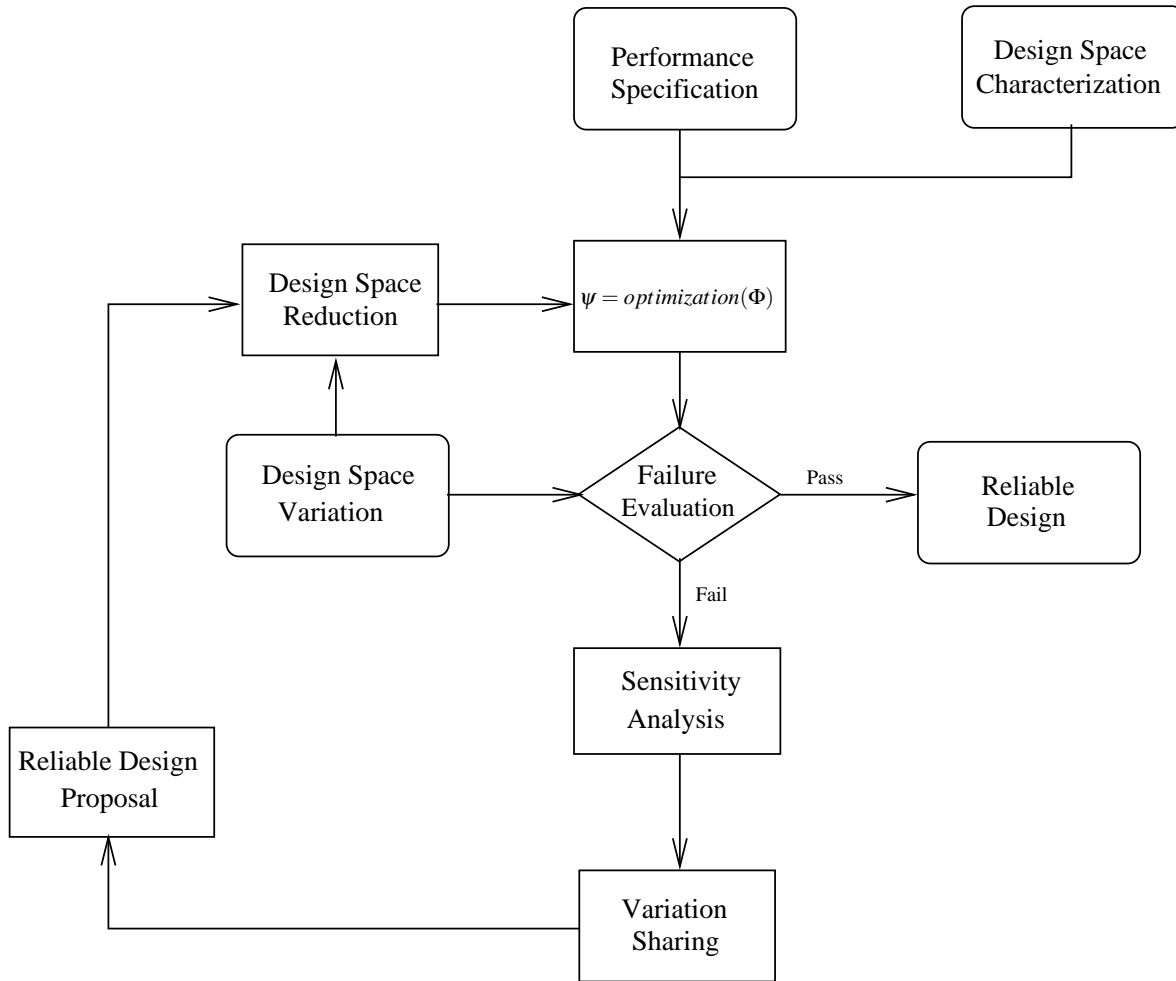 Performance
Specification
Design Space
Characterization
Design Space
Reduction
ψ = optimization(Φ)
Design Space
Variation
Failure
Evaluation
Pass
Reliable
Design
Fail
Sensitivity
Analysis
Reliable Design
Proposal
Variation
Sharing